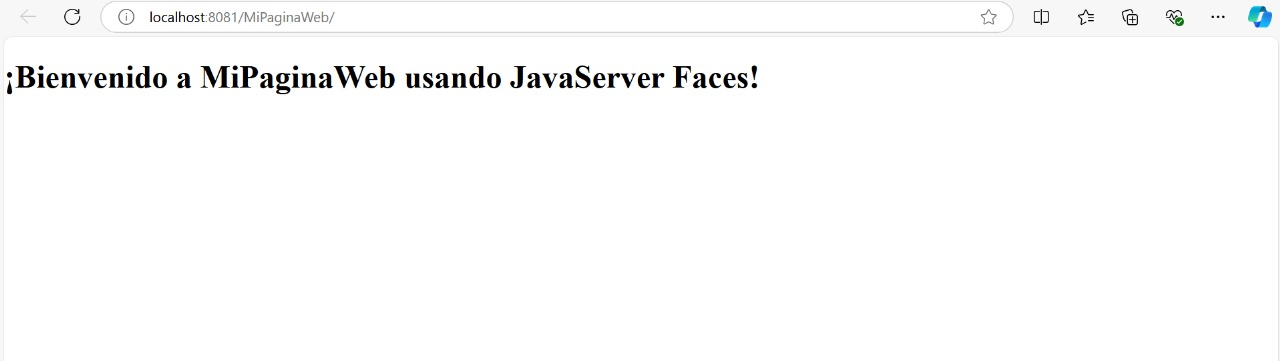 localhost:8081/MiPaginaWeb/
¡Bienvenido a MiPaginaWeb usando JavaServer Faces!